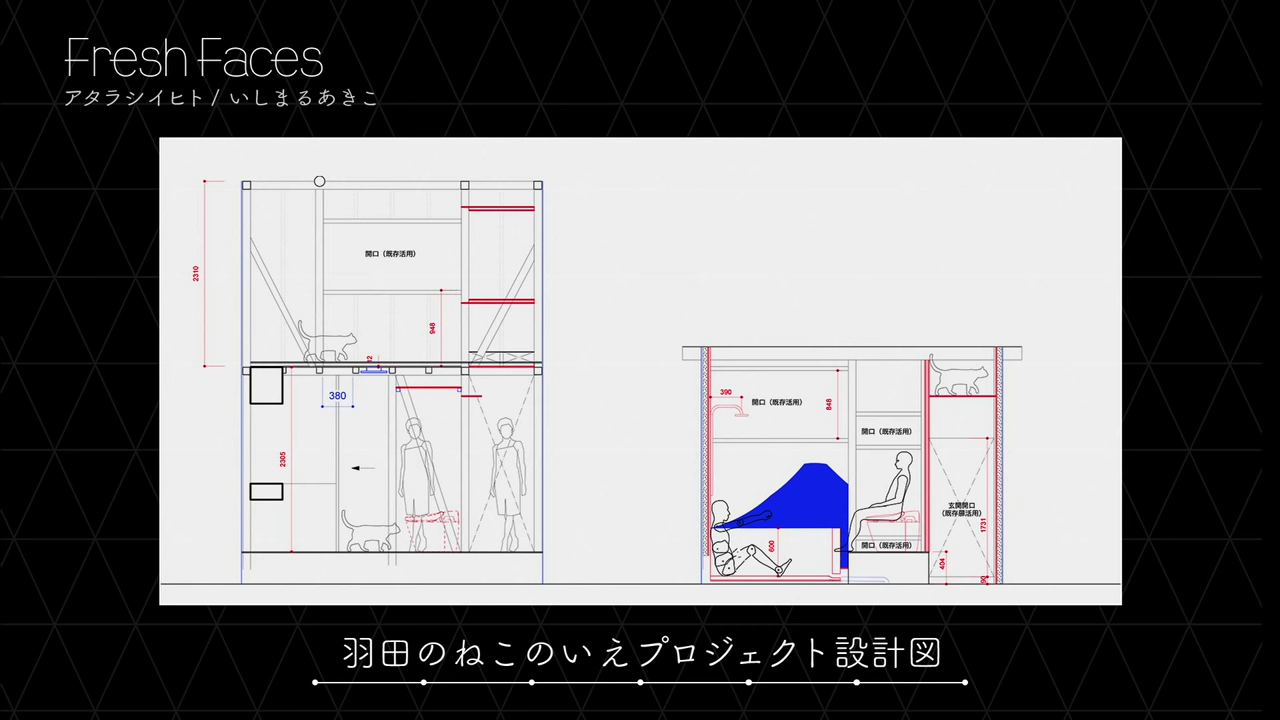 Fresh Faces
アタラシイヒト / いしまるあきこ
2310
開口（既存活用）
948
380
2305
390
開口（既存活用）
848
開口（既存活用）
玄関開口
（既存扉活用）
1731
600
開口（既存活用）
404
90
羽田のねこのいえプロジェクト設計図